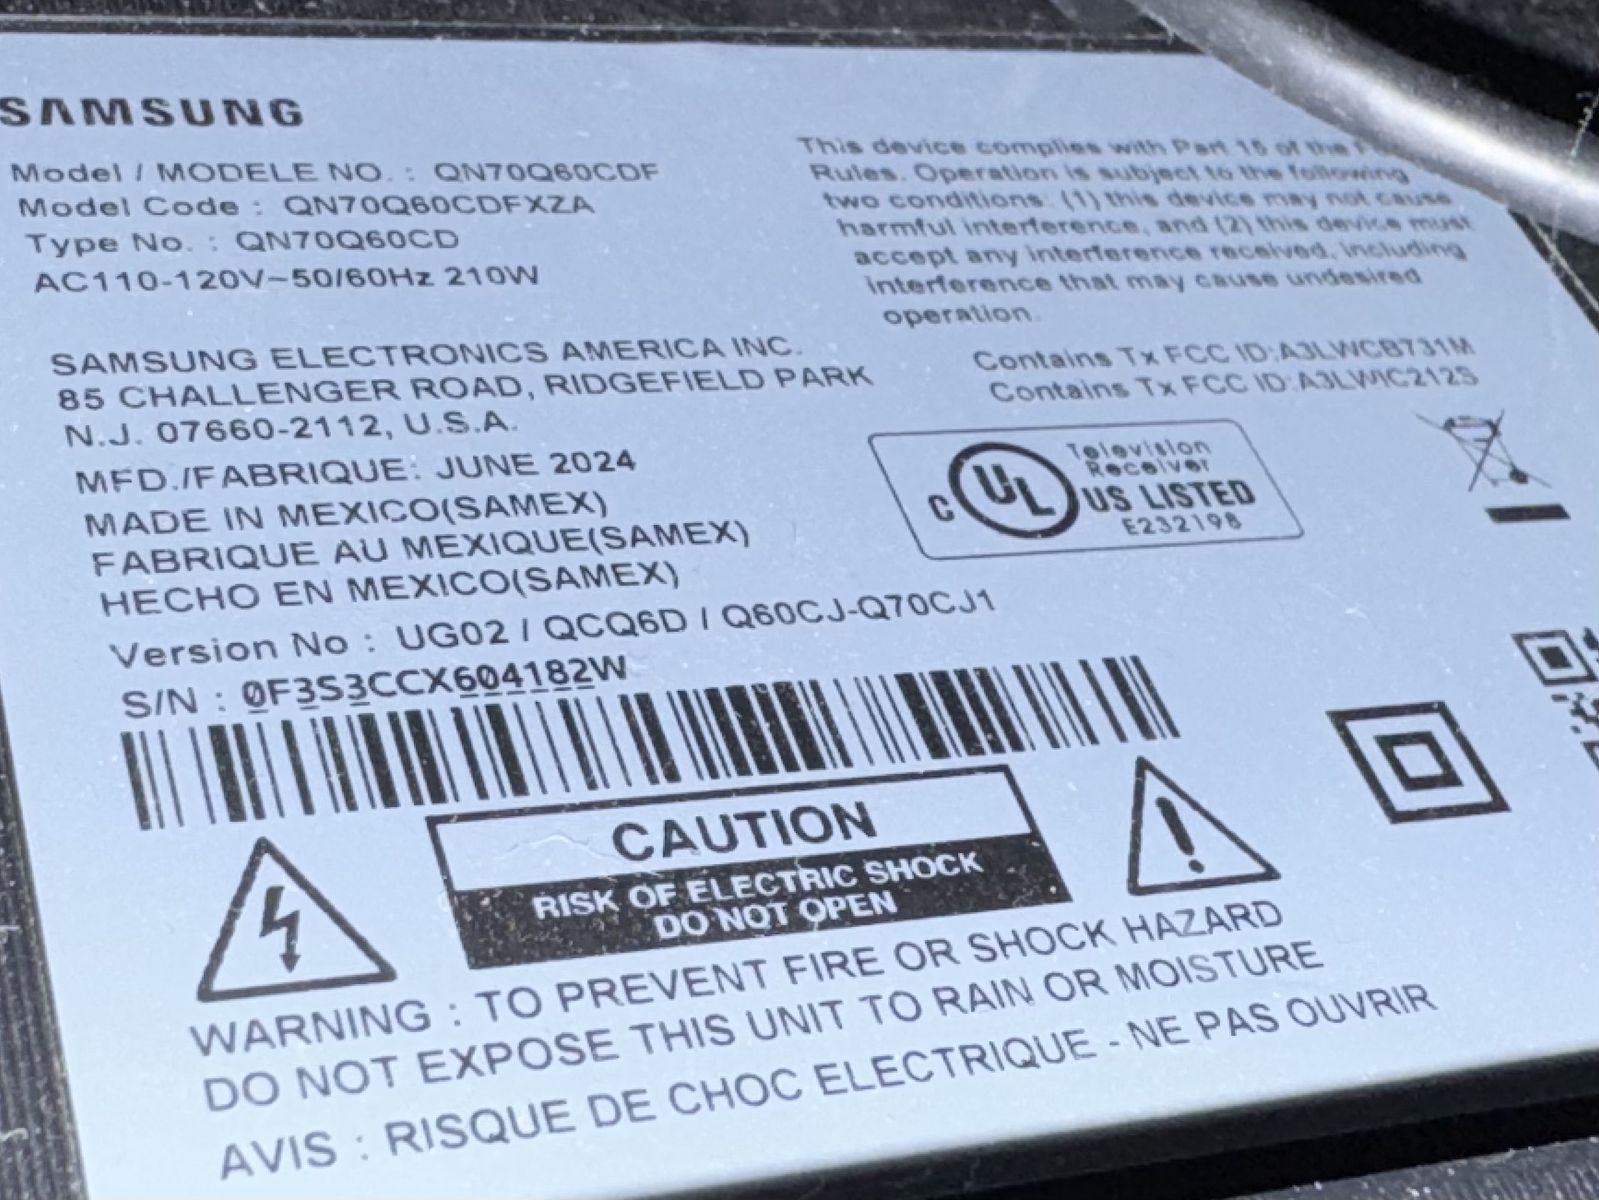 SAMSUNG
Model / MODELE NO. : QN70Q60CDF
Model Code : QN70Q60CDFXZA
Type No. : QN70Q60CD
AC110-120V~50/60Hz 210W
SAMSUNG ELECTRONICS AMERICA INC.
85 CHALLENGER ROAD, RIDGEFIELD PARK
N.J. 07660-2112, U.S.A.
MFD./FABRIQUE: JUNE 2024
MADE IN MEXICO(SAMEX)
FABRIQUE AU MEXIQUE(SAMEX)
HECHO EN MEXICO(SAMEX)
Version No : UG02 / QCQ6D / Q60CJ-Q70CJ1
S/N : 0F3S3CCX604182W
This device complies with Part 15 of the
Rules. Operation is subject to the following
two conditions: (1) this device may not cause
harmful interference, and (2) this device must
accept any interference received, including
interference that may cause undesired
operation.
Contains Tx FCC ID:A3LWCB731M
Contains Tx FCC ID:A3LWIC212S
Television
Receiver
C UL US LISTED
E232198
CAUTION
RISK OF ELECTRIC SHOCK
DO NOT OPEN
WARNING : TO PREVENT FIRE OR SHOCK HAZARD
DO NOT EXPOSE THIS UNIT TO RAIN OR MOISTURE
AVIS : RISQUE DE CHOC ELECTRIQUE - NE PAS OUVRIR